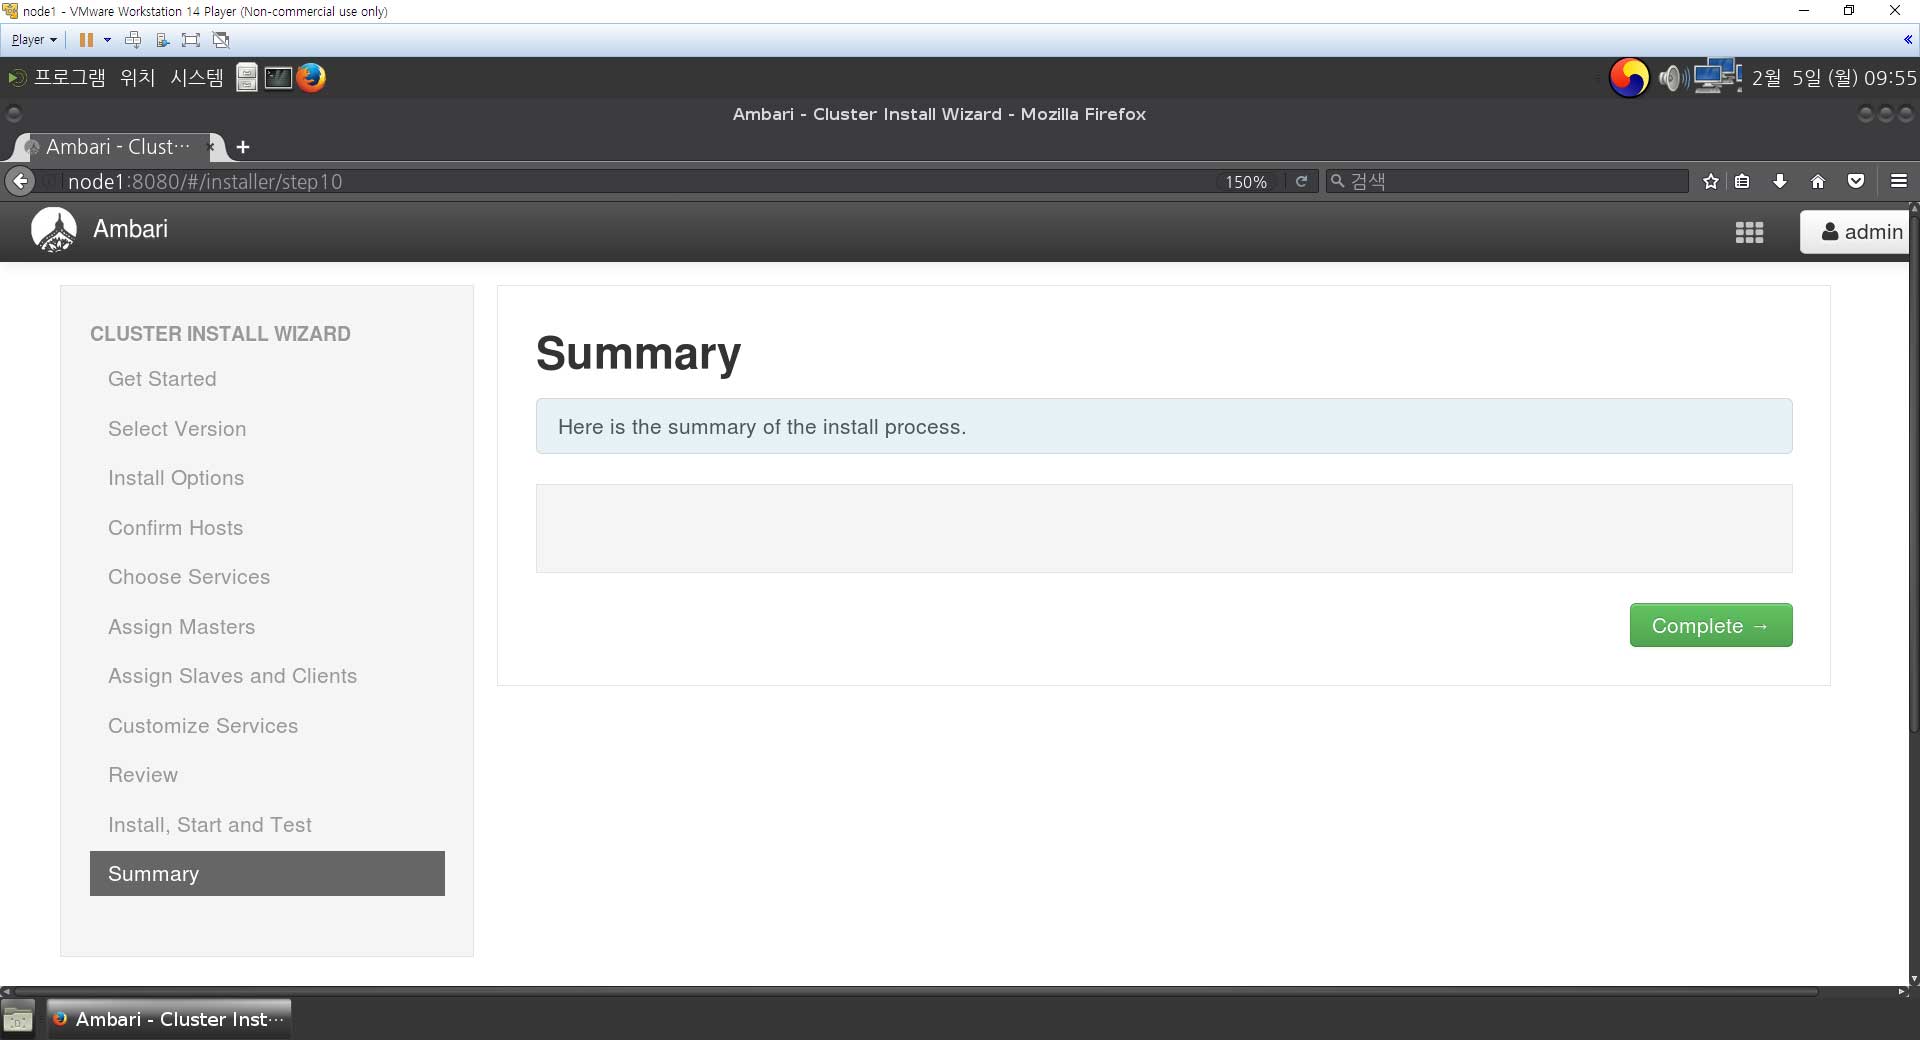 node1 - VMware Workstation 14 Player (Non-commercial use only)
Player
프로그램 위치 시스템
2월 5일 (월) 09:55
Ambari - Cluster Install Wizard - Mozilla Firefox
Ambari - Clust…
node1:8080/#/installer/step10
150%
검색
Ambari
admin
CLUSTER INSTALL WIZARD
Get Started
Select Version
Install Options
Confirm Hosts
Choose Services
Assign Masters
Assign Slaves and Clients
Customize Services
Review
Install, Start and Test
Summary
Summary
Here is the summary of the install process.
Complete →
Ambari - Cluster Inst…